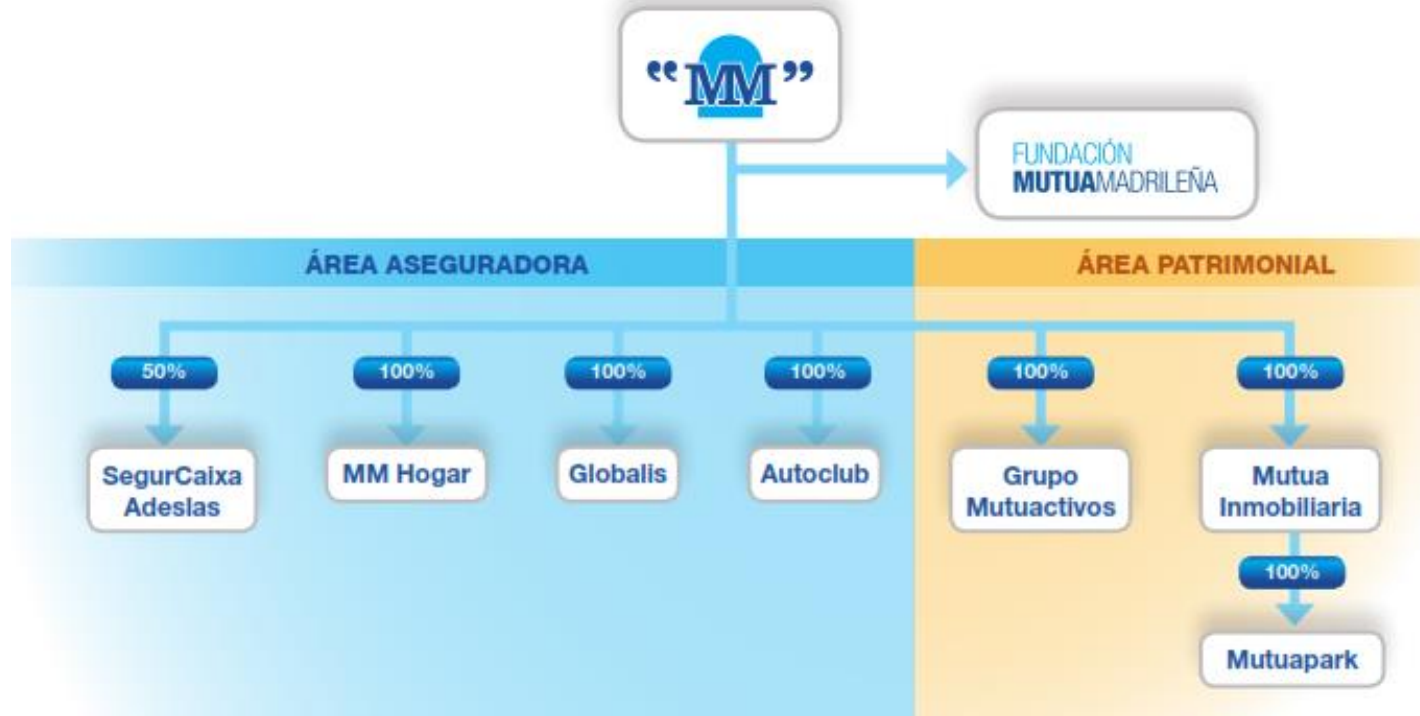 “MM”
FUNDACIÓN
MUTUAMADRILEÑA
ÁREA ASEGURADORA
ÁREA PATRIMONIAL
50%
100%
100%
100%
100%
100%
SegurCaixa
Adeslas
MM Hogar
Globalis
Autoclub
Grupo
Mutuactivos
Mutua
Inmobiliaria
100%
Mutuapark